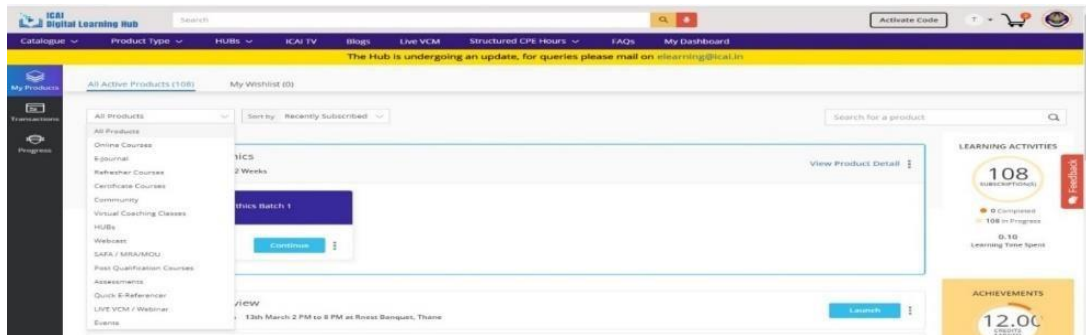 ICAI
Digital Learning Hub
Search
Activate Code
T
Catalogue Product Type HUBs ICAI TV Blogs Live VCM Structured CPE Hours FAQs My Dashboard
The Hub is undergoing an update, for queries please mail on elearning@icai.in
My Products
Transactions
Progress
All Active Products (108) My Wishlist (0)
All Products Sort by Recently Subscribed Search for a product
All Products
Online Courses
E-Journal
Refresher Courses
Certificate Courses
Community
Virtual Coaching Classes
HUBs
Webcast
SAFA / MRA/MOU
Post Qualification Courses
Assessments
Quick E-Referencer
LIVE VCM / Webinar
Events
nics
2 Weeks
View Product Detail
thics Batch 1
Continue
view
13th March 2 PM to 8 PM at Rnest Banquet, Thane
Launch
LEARNING ACTIVITIES
108
SUBSCRIPTION(S)
0 Completed
108 in Progress
0.10
Learning Time Spent
Feedback
ACHIEVEMENTS
12.00
CREDITS